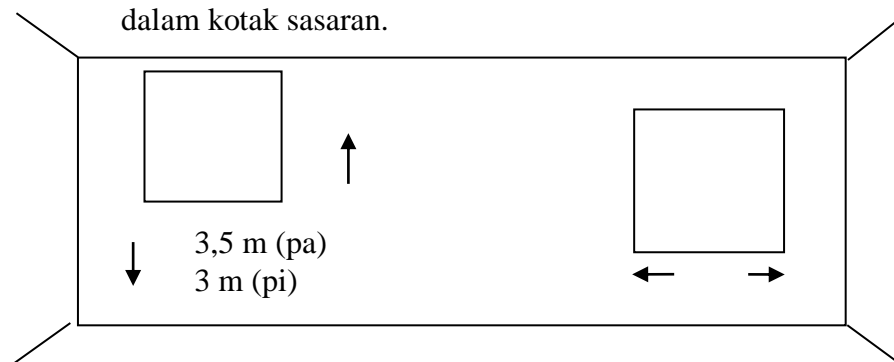 dalam kotak sasaran.
3,5 m (pa)
3 m (pi)